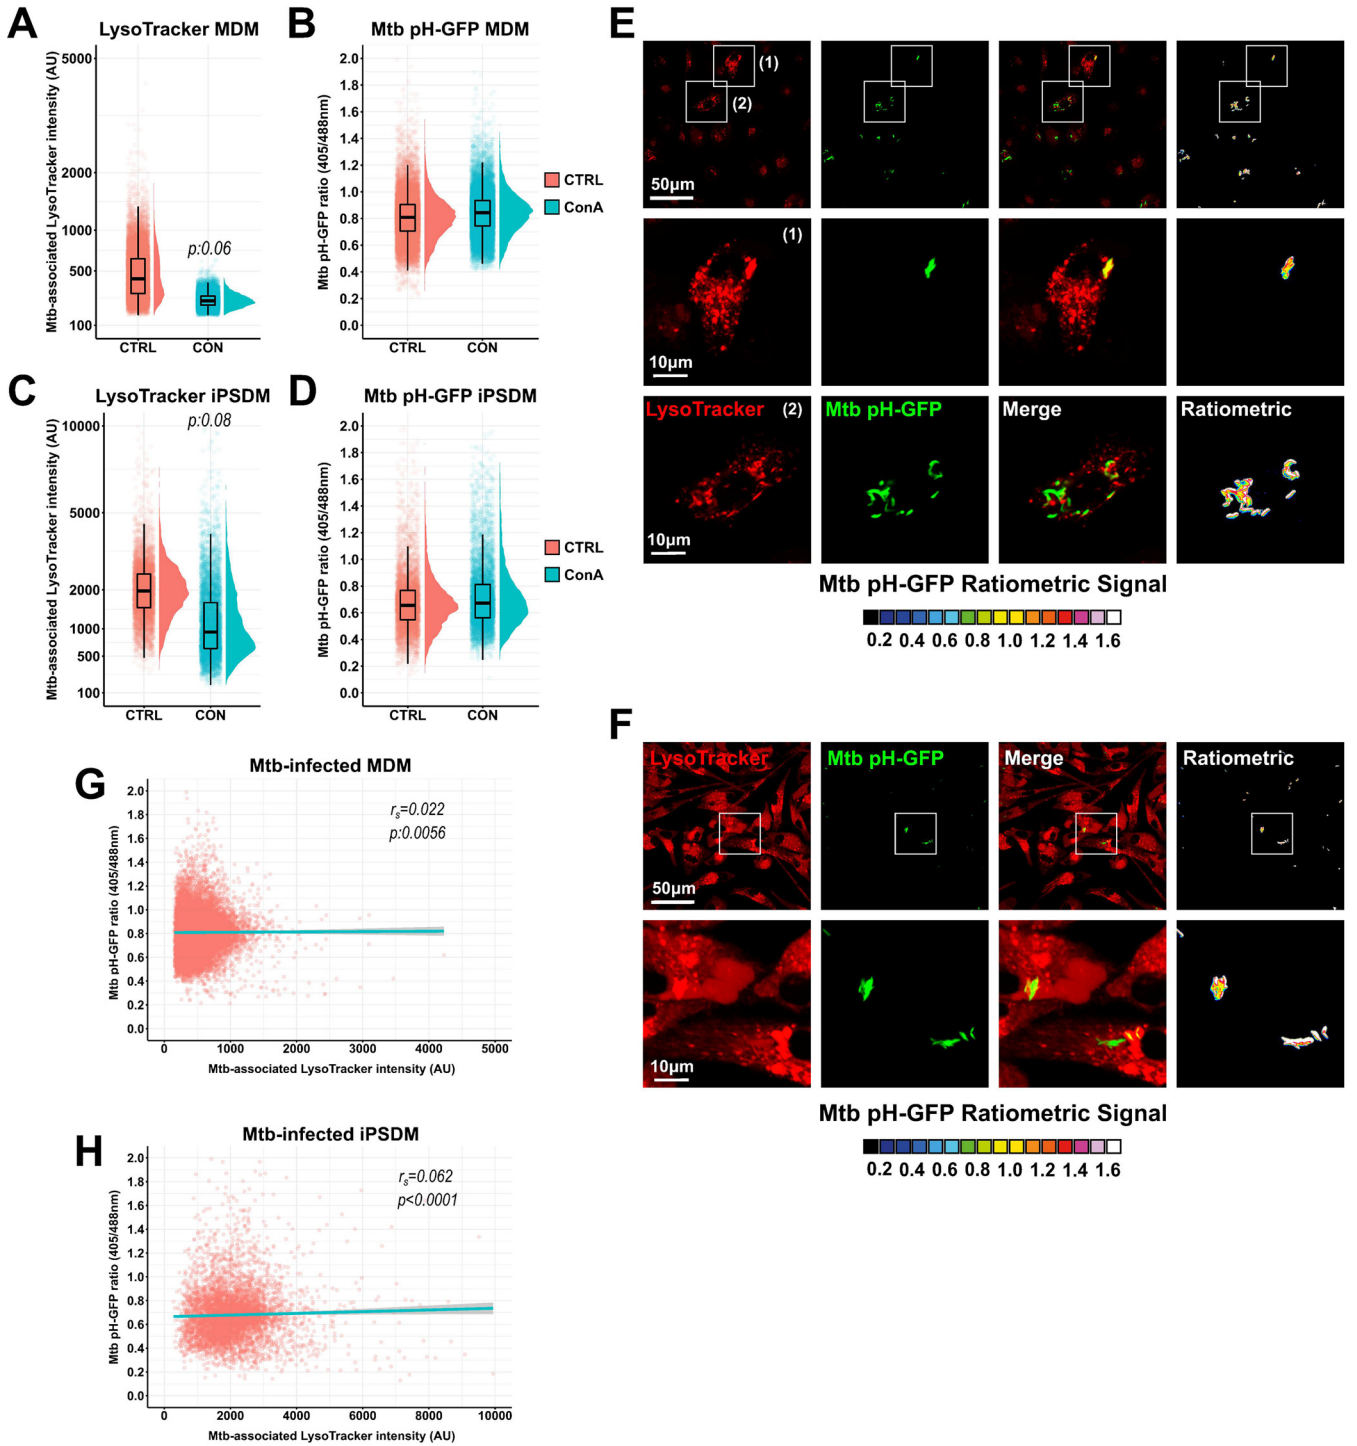 A
LysoTracker MDM
Mtb-associated LysoTracker intensity (AU)
5000
2000
1000
500
100
p:0.06
CTRL
CON
B
Mtb pH-GFP MDM
Mtb pH-GFP ratio (405/488nm)
2.0
1.8
1.6
1.4
1.2
1.0
0.8
0.6
0.4
0.2
0.0
CTRL
CON
CTRL
ConA
C
LysoTracker iPSDM
Mtb-associated LysoTracker intensity (AU)
10000
5000
2000
1000
500
100
p:0.08
CTRL
CON
D
Mtb pH-GFP iPSDM
Mtb pH-GFP ratio (405/488nm)
2.0
1.8
1.6
1.4
1.2
1.0
0.8
0.6
0.4
0.2
0.0
CTRL
CON
CTRL
ConA
E
(1)
(2)
50µm
(1)
10µm
LysoTracker
(2)
Mtb pH-GFP
Merge
Ratiometric
10µm
Mtb pH-GFP Ratiometric Signal
0.2 0.4 0.6 0.8 1.0 1.2 1.4 1.6
F
LysoTracker
Mtb pH-GFP
Merge
Ratiometric
50µm
10µm
Mtb pH-GFP Ratiometric Signal
0.2 0.4 0.6 0.8 1.0 1.2 1.4 1.6
G
Mtb-infected MDM
Mtb pH-GFP ratio (405/488nm)
2.0
1.8
1.6
1.4
1.2
1.0
0.8
0.6
0.4
0.2
0.0
rs=0.022
p:0.0056
0 1000 2000 3000 4000 5000
Mtb-associated LysoTracker intensity (AU)
H
Mtb-infected iPSDM
Mtb pH-GFP ratio (405/488nm)
2.0
1.8
1.6
1.4
1.2
1.0
0.8
0.6
0.4
0.2
0.0
rs=0.062
p<0.0001
0 2000 4000 6000 8000 10000
Mtb-associated LysoTracker intensity (AU)